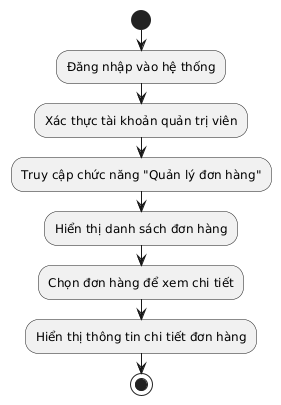 Đăng nhập vào hệ thống
Xác thực tài khoản quản trị viên
Truy cập chức năng "Quản lý đơn hàng"
Hiển thị danh sách đơn hàng
Chọn đơn hàng để xem chi tiết
Hiển thị thông tin chi tiết đơn hàng